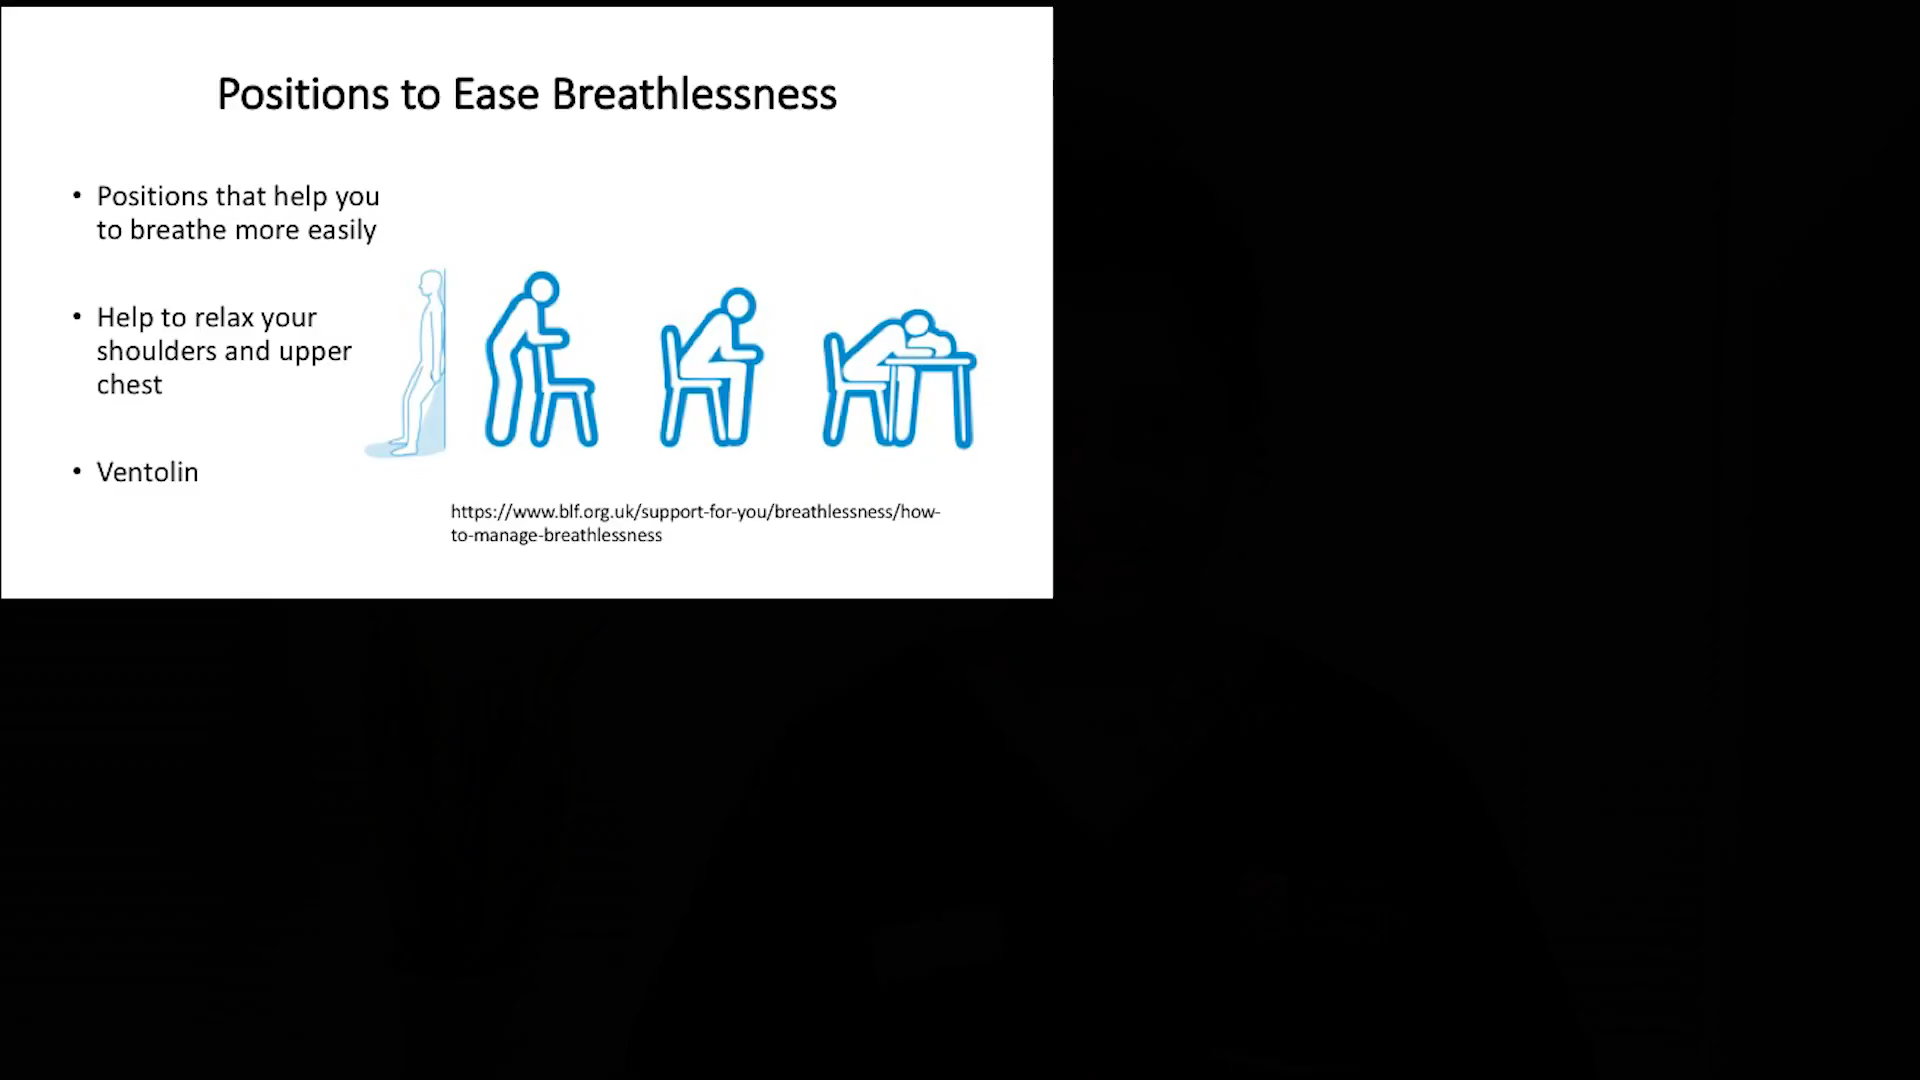 Positions to Ease Breathlessness
• Positions that help you
to breathe more easily
• Help to relax your
shoulders and upper
chest
• Ventolin
https://www.blf.org.uk/support-for-you/breathlessness/how-
to-manage-breathlessness